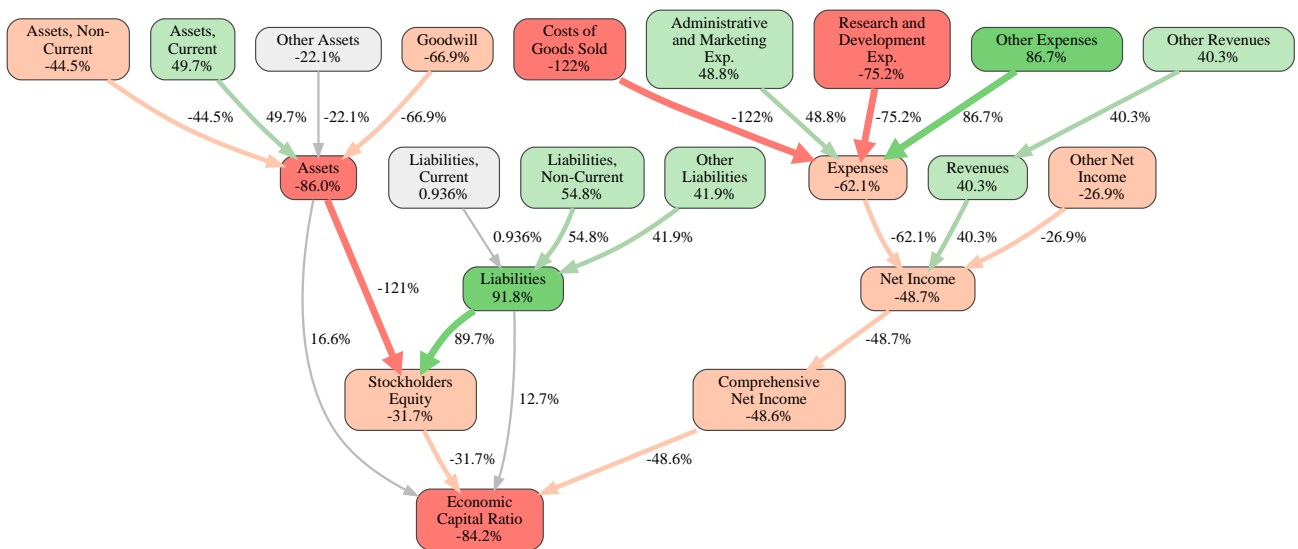 Assets, Non-
Current
-44.5%
Assets,
Current
49.7%
Other Assets
-22.1%
Goodwill
-66.9%
Costs of
Goods Sold
-122%
Administrative
and Marketing
Exp.
48.8%
Research and
Development
Exp.
-75.2%
Other Expenses
86.7%
Other Revenues
40.3%
-44.5%
49.7%
-22.1%
-66.9%
-122%
48.8%
-75.2%
86.7%
40.3%
Assets
-86.0%
Liabilities,
Current
0.936%
Liabilities,
Non-Current
54.8%
Other
Liabilities
41.9%
Expenses
-62.1%
Revenues
40.3%
Other Net
Income
-26.9%
0.936%
54.8%
41.9%
-62.1%
40.3%
-26.9%
Liabilities
91.8%
Net Income
-48.7%
-121%
16.6%
89.7%
-48.7%
Stockholders
Equity
-31.7%
12.7%
Comprehensive
Net Income
-48.6%
-31.7%
-48.6%
Economic
Capital Ratio
-84.2%